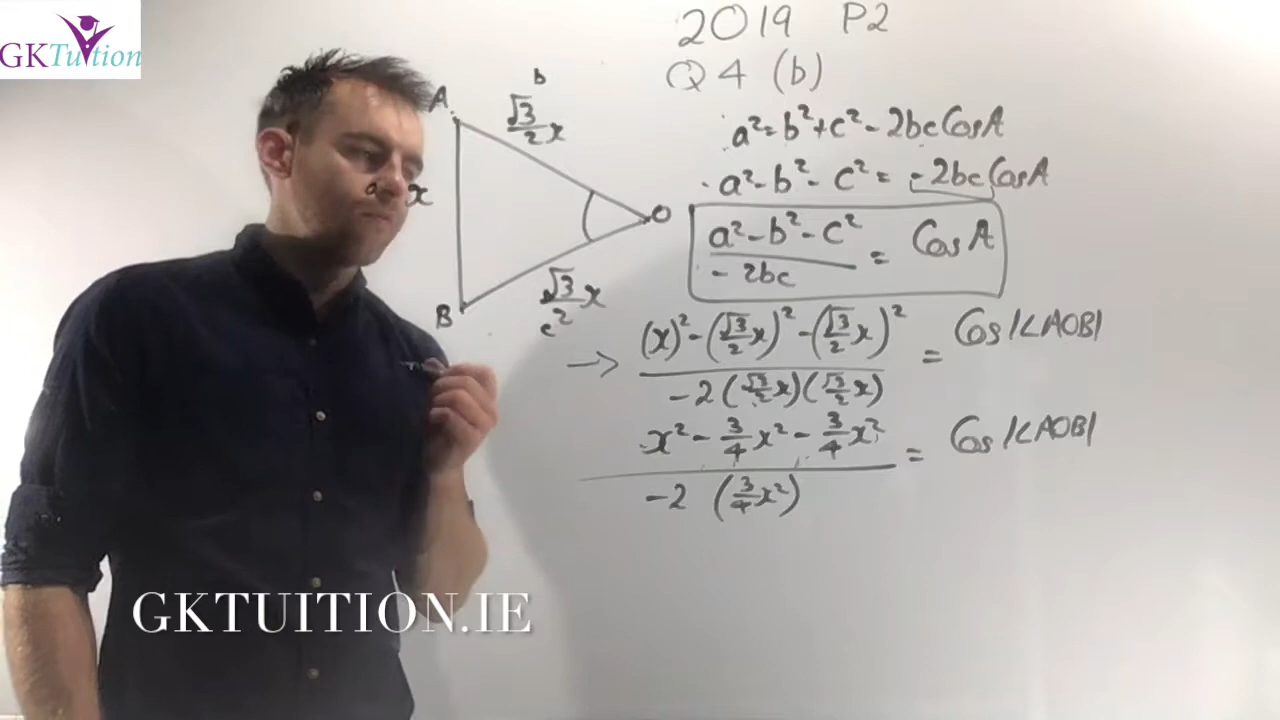 GKTuition
2019 P2
Q4 (b)
a² = b² + c² - 2bc Cos A
a² - b² - c² = - 2bc Cos A
a² - b² - c² / - 2bc = Cos A
→ (x)² - (√3/2 x)² - (√3/2 x)² / -2 (√3/2 x)(√3/2 x) = Cos |∠AOB|
x² - 3/4 x² - 3/4 x² / -2 (3/4 x²) = Cos |∠AOB|
b
A
√3/2 x
a x
O
√3/2 x
B
c
GKTUITION.IE